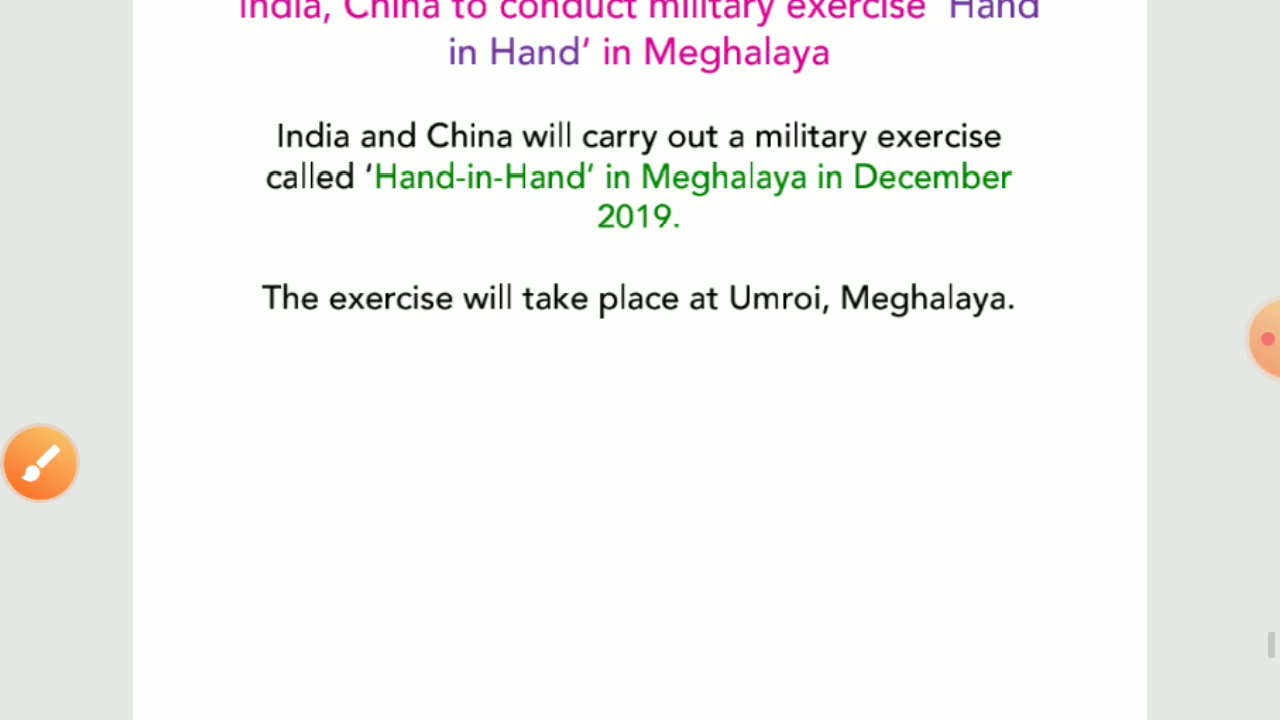 India, China to conduct military exercise ‘Hand
in Hand’ in Meghalaya
India and China will carry out a military exercise
called ‘Hand-in-Hand’ in Meghalaya in December
2019.
The exercise will take place at Umroi, Meghalaya.